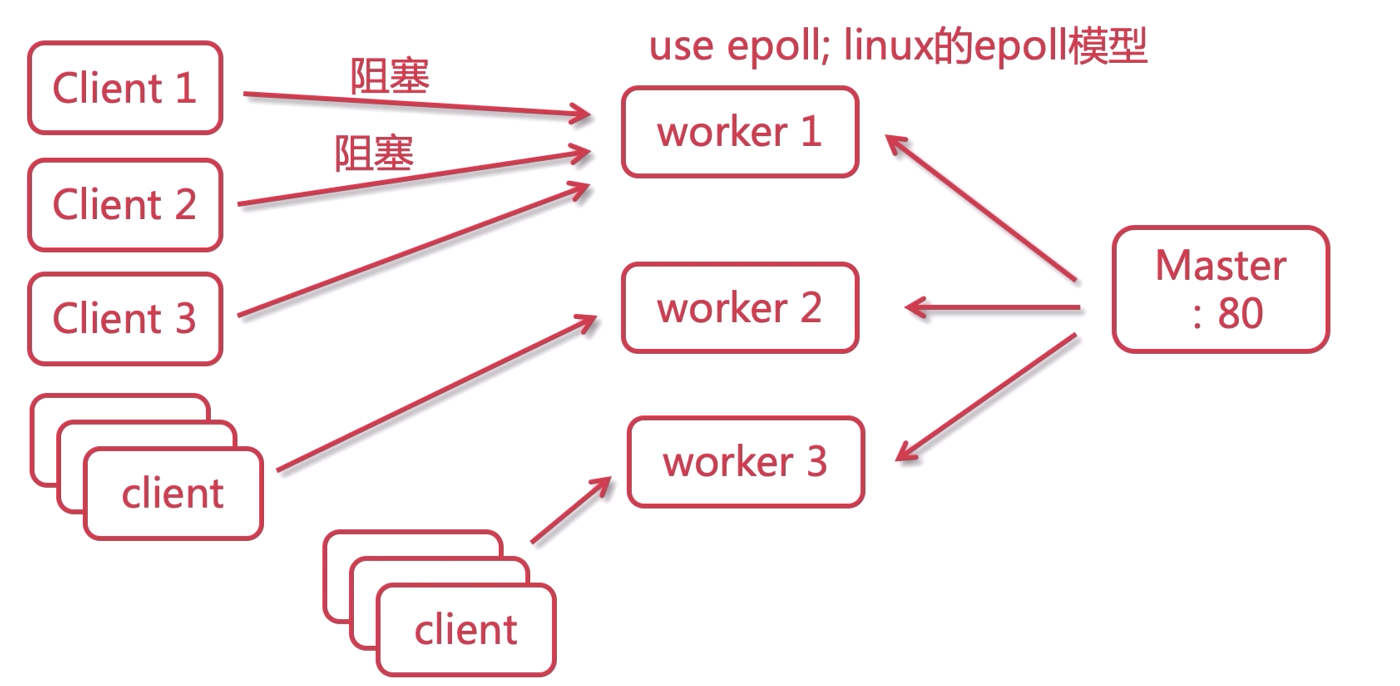 use epoll; linux的epoll模型
Client 1
阻塞
worker 1
阻塞
Client 2
Client 3
worker 2
Master
：80
client
worker 3
client